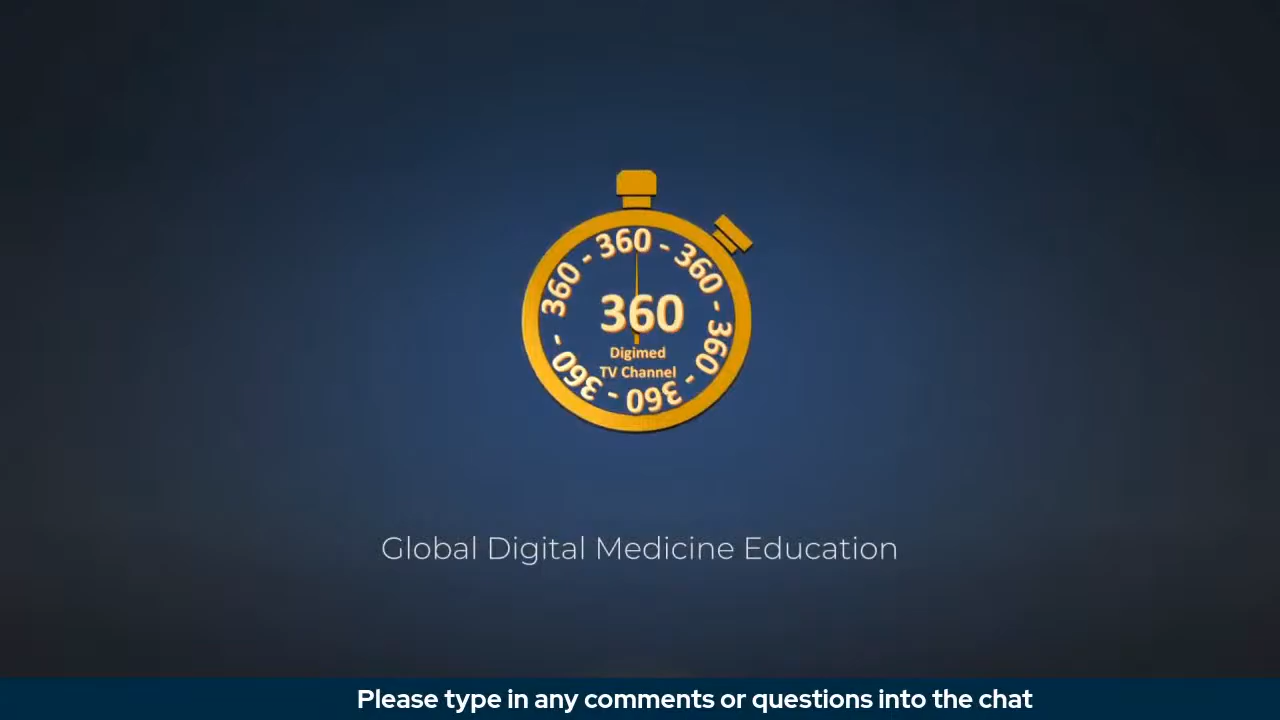 360 - 360 - 360 - 360 - 360 - 360 -
360
Digimed
TV Channel
Global Digital Medicine Education
Please type in any comments or questions into the chat